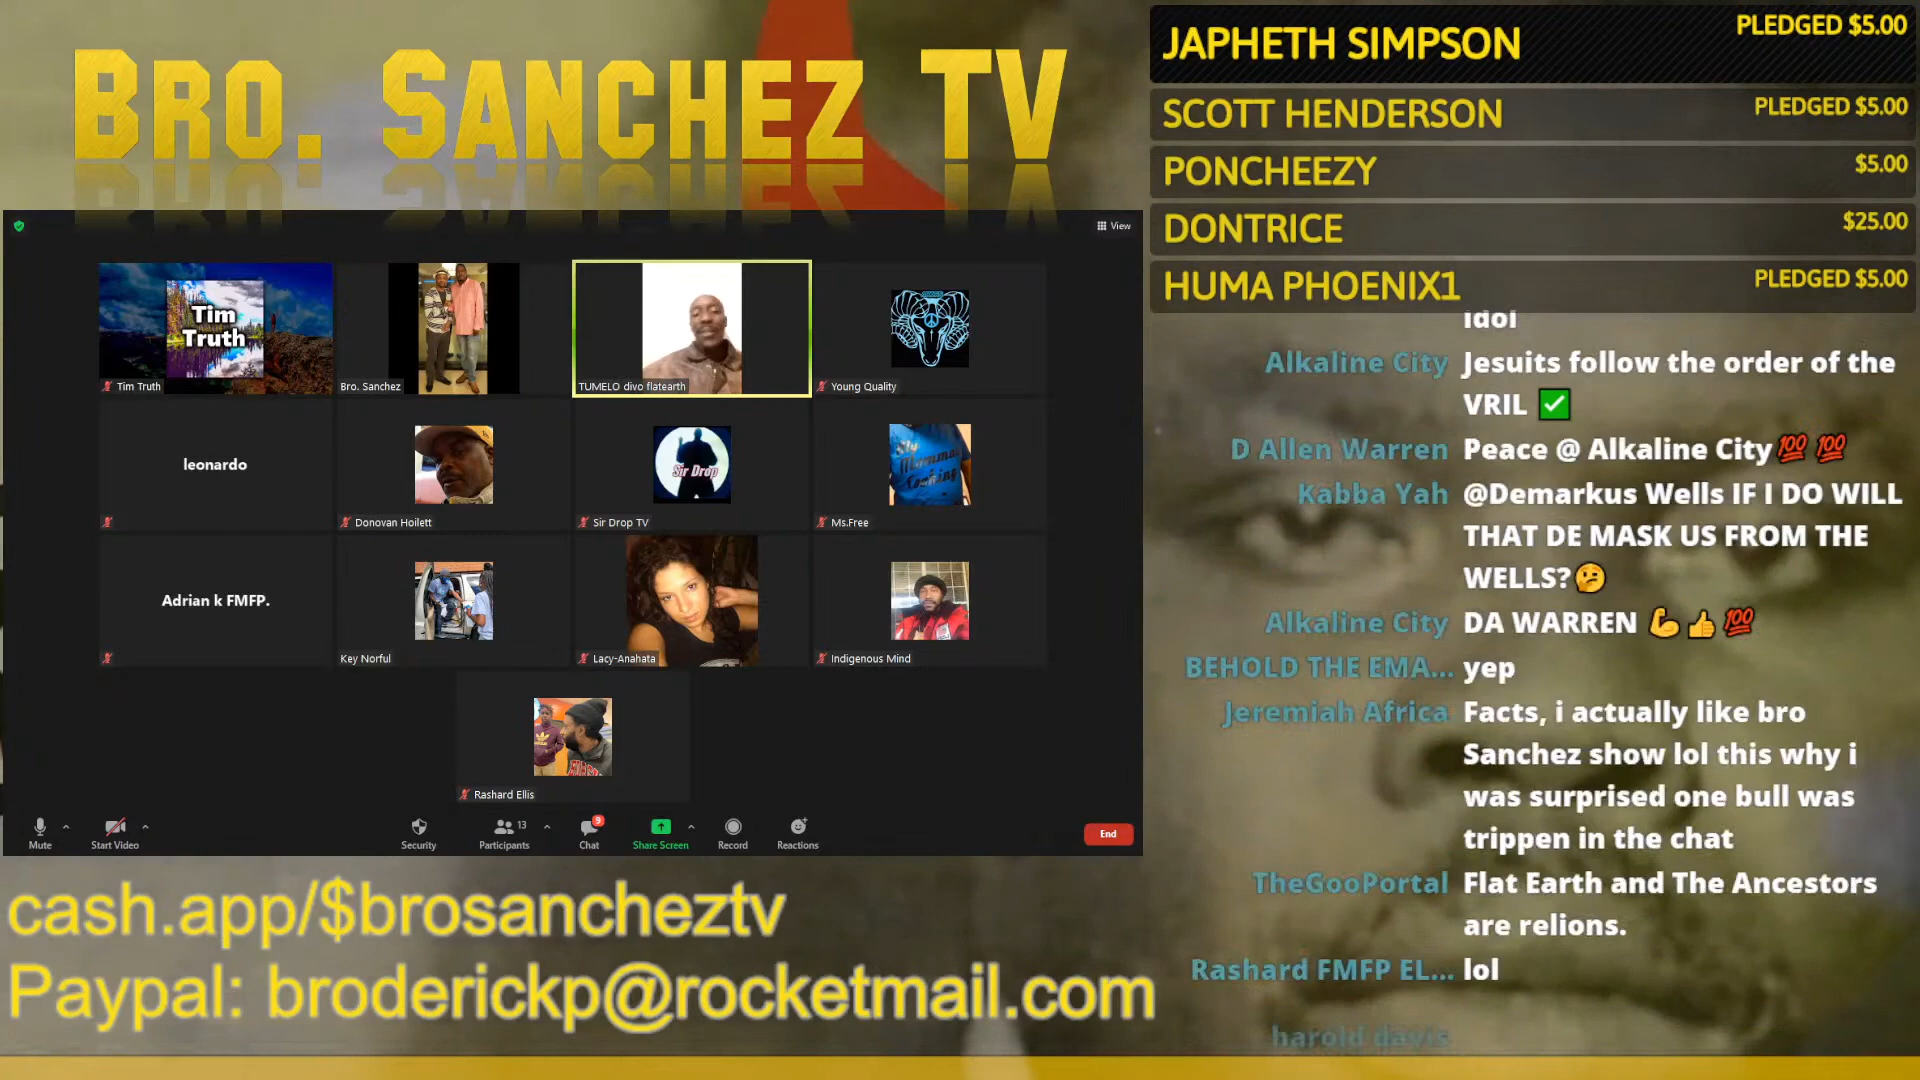 BRO. SANCHEZ TV
View
Tim
Truth
Tim Truth
Bro. Sanchez
TUMELO divo flatearth
Young Quality
leonardo
Donovan Hoilett
Sir Drop
Sir Drop TV
Ms.Free
Adrian k FMFP.
Key Norful
Lacy-Anahata
Indigenous Mind
Rashard Ellis
Mute
Start Video
Security
13
Participants
9
Chat
Share Screen
Record
Reactions
End
cash.app/$brosancheztv
Paypal: broderickp@rocketmail.com
JAPHETH SIMPSON PLEDGED $5.00
SCOTT HENDERSON PLEDGED $5.00
PONCHEEZY $5.00
DONTRICE $25.00
HUMA PHOENIX1 PLEDGED $5.00
idol
Alkaline City Jesuits follow the order of the
VRIL ✅
D Allen Warren Peace @ Alkaline City💯 💯
Kabba Yah @Demarkus Wells IF I DO WILL
THAT DE MASK US FROM THE
WELLS?🤔
Alkaline City DA WARREN 💪👍💯
BEHOLD THE EMA... yep
Jeremiah Africa Facts, i actually like bro
Sanchez show lol this why i
was surprised one bull was
trippen in the chat
TheGooPortal Flat Earth and The Ancestors
are relions.
Rashard FMFP EL... lol
harold davis